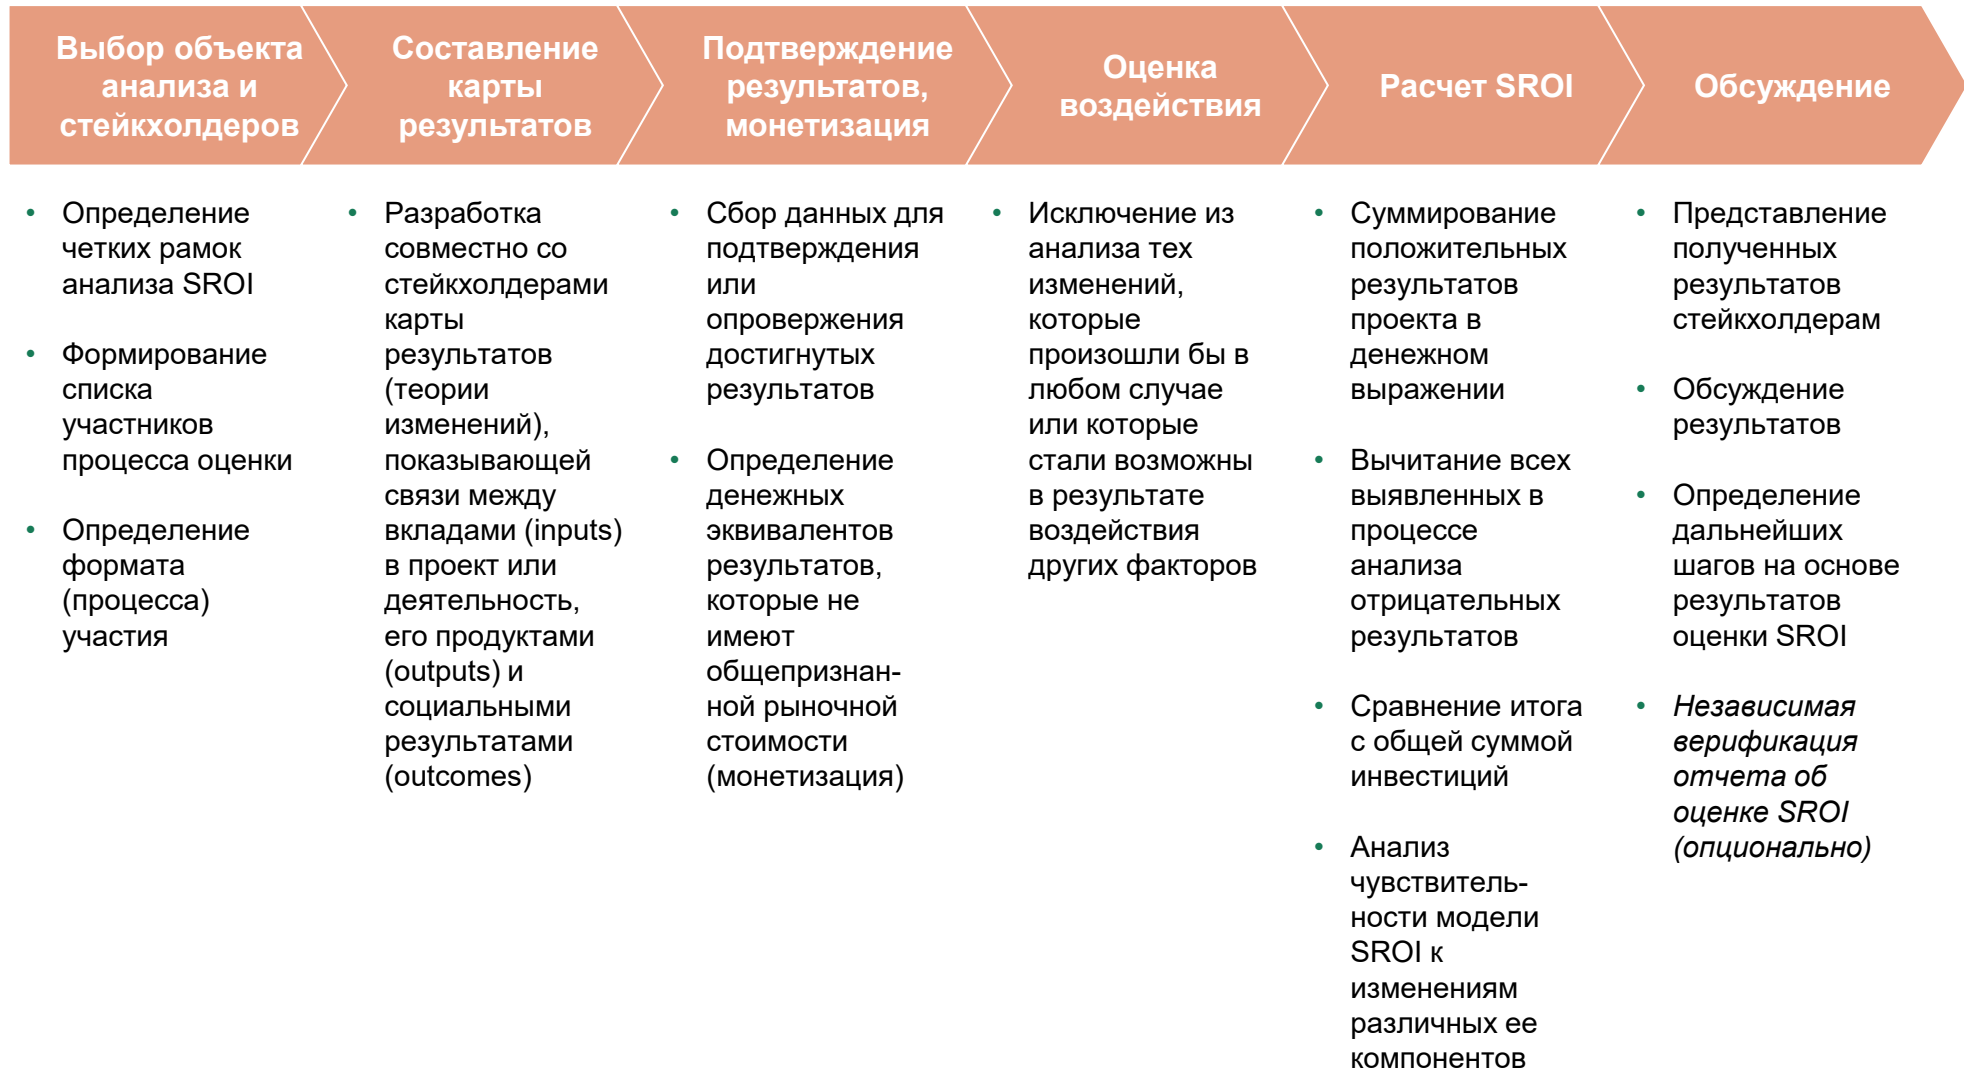 Выбор объекта
анализа и
стейкхолдеров
Составление
карты
результатов
Подтверждение
результатов,
монетизация
Оценка
воздействия
Расчет SROI
Обсуждение
• Определение
четких рамок
анализа SROI
• Формирование
списка
участников
процесса оценки
• Определение
формата
(процесса)
участия
• Разработка
совместно со
стейкхолдерами
карты
результатов
(теории
изменений),
показывающей
связи между
вкладами (inputs)
в проект или
деятельность,
его продуктами
(outputs) и
социальными
результатами
(outcomes)
• Сбор данных для
подтверждения
или
опровержения
достигнутых
результатов
• Определение
денежных
эквивалентов
результатов,
которые не
имеют
общепризнан-
ной рыночной
стоимости
(монетизация)
• Исключение из
анализа тех
изменений,
которые
произошли бы в
любом случае
или которые
стали возможны
в результате
воздействия
других факторов
• Суммирование
положительных
результатов
проекта в
денежном
выражении
• Вычитание всех
выявленных в
процессе
анализа
отрицательных
результатов
• Сравнение итога
с общей суммой
инвестиций
• Анализ
чувствитель-
ности модели
SROI к
изменениям
различных ее
компонентов
• Представление
полученных
результатов
стейкхолдерам
• Обсуждение
результатов
• Определение
дальнейших
шагов на основе
результатов
оценки SROI
• Независимая
верификация
отчета об
оценке SROI
(опционально)